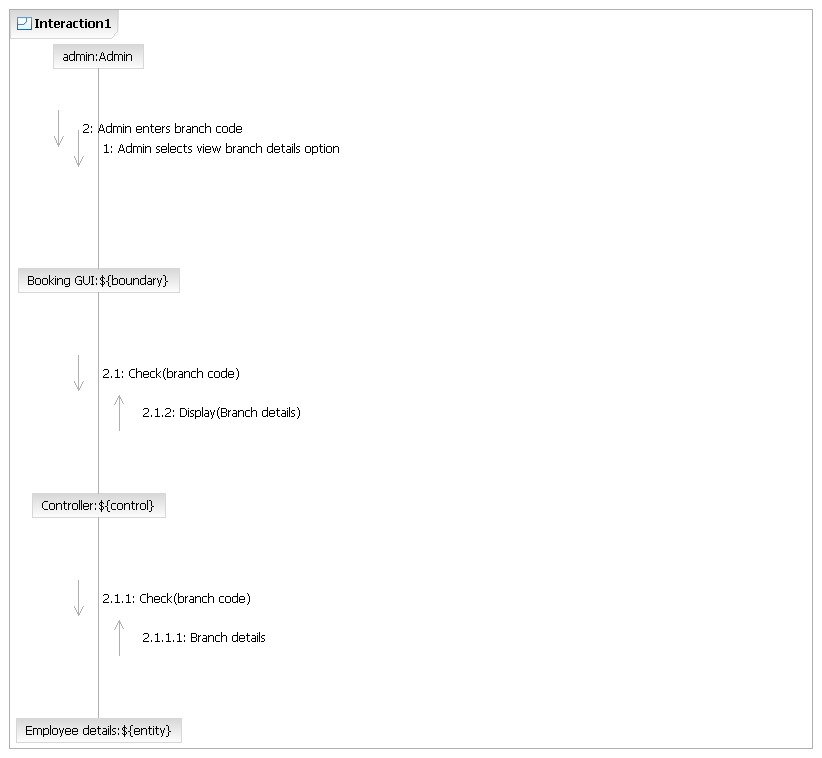 Interaction1
admin:Admin
2: Admin enters branch code
1: Admin selects view branch details option
Booking GUI:${boundary}
2.1: Check(branch code)
2.1.2: Display(Branch details)
Controller:${control}
2.1.1: Check(branch code)
2.1.1.1: Branch details
Employee details:${entity}